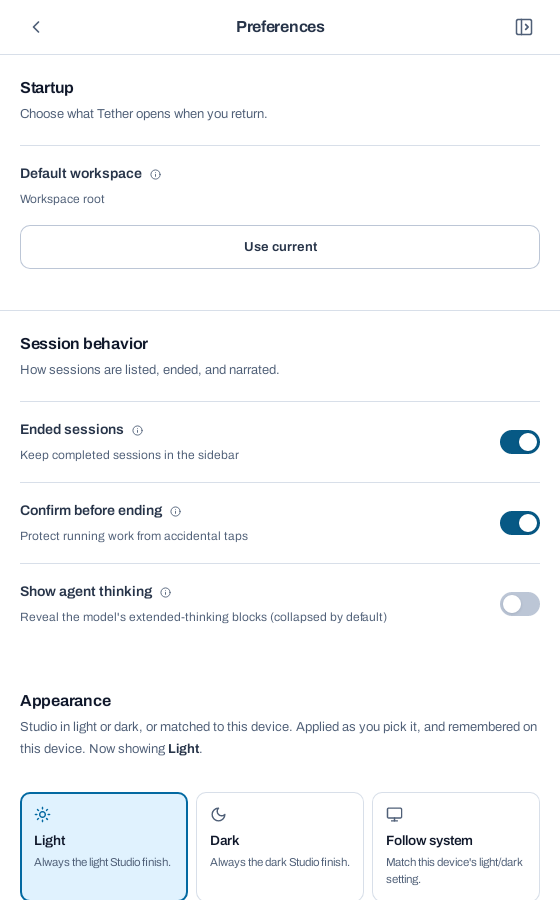 Preferences
Startup
Choose what Tether opens when you return.
Default workspace
Workspace root
Use current
Session behavior
How sessions are listed, ended, and narrated.
Ended sessions
Keep completed sessions in the sidebar
Confirm before ending
Protect running work from accidental taps
Show agent thinking
Reveal the model's extended-thinking blocks (collapsed by default)
Appearance
Studio in light or dark, or matched to this device. Applied as you pick it, and remembered on
this device. Now showing Light.
Light
Always the light Studio finish.
Dark
Always the dark Studio finish.
Follow system
Match this device's light/dark
setting.